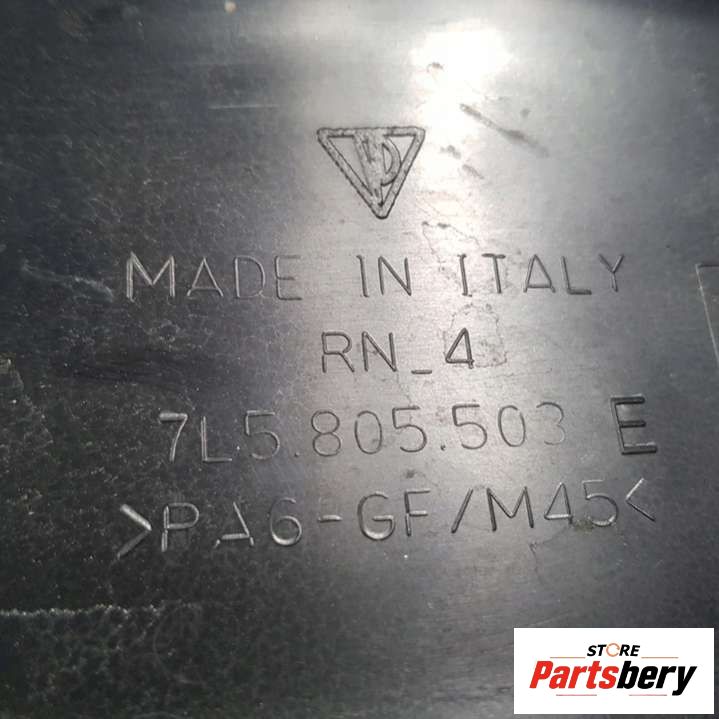 MADE IN ITALY
RN_4
7L5.805.503 E
>PA6-GF/M45<
STORE
Partsbery